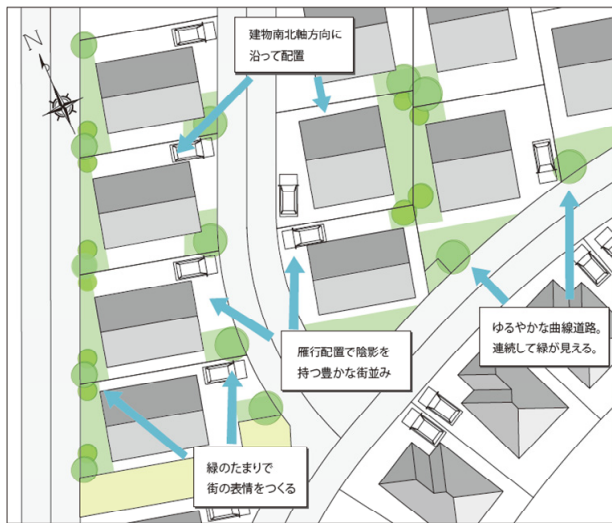 建物南北軸方向に
沿って配置
N
ゆるやかな曲線道路。
連続して緑が見える。
雁行配置で陰影を
持つ豊かな街並み
緑のたまりで
街の表情をつくる